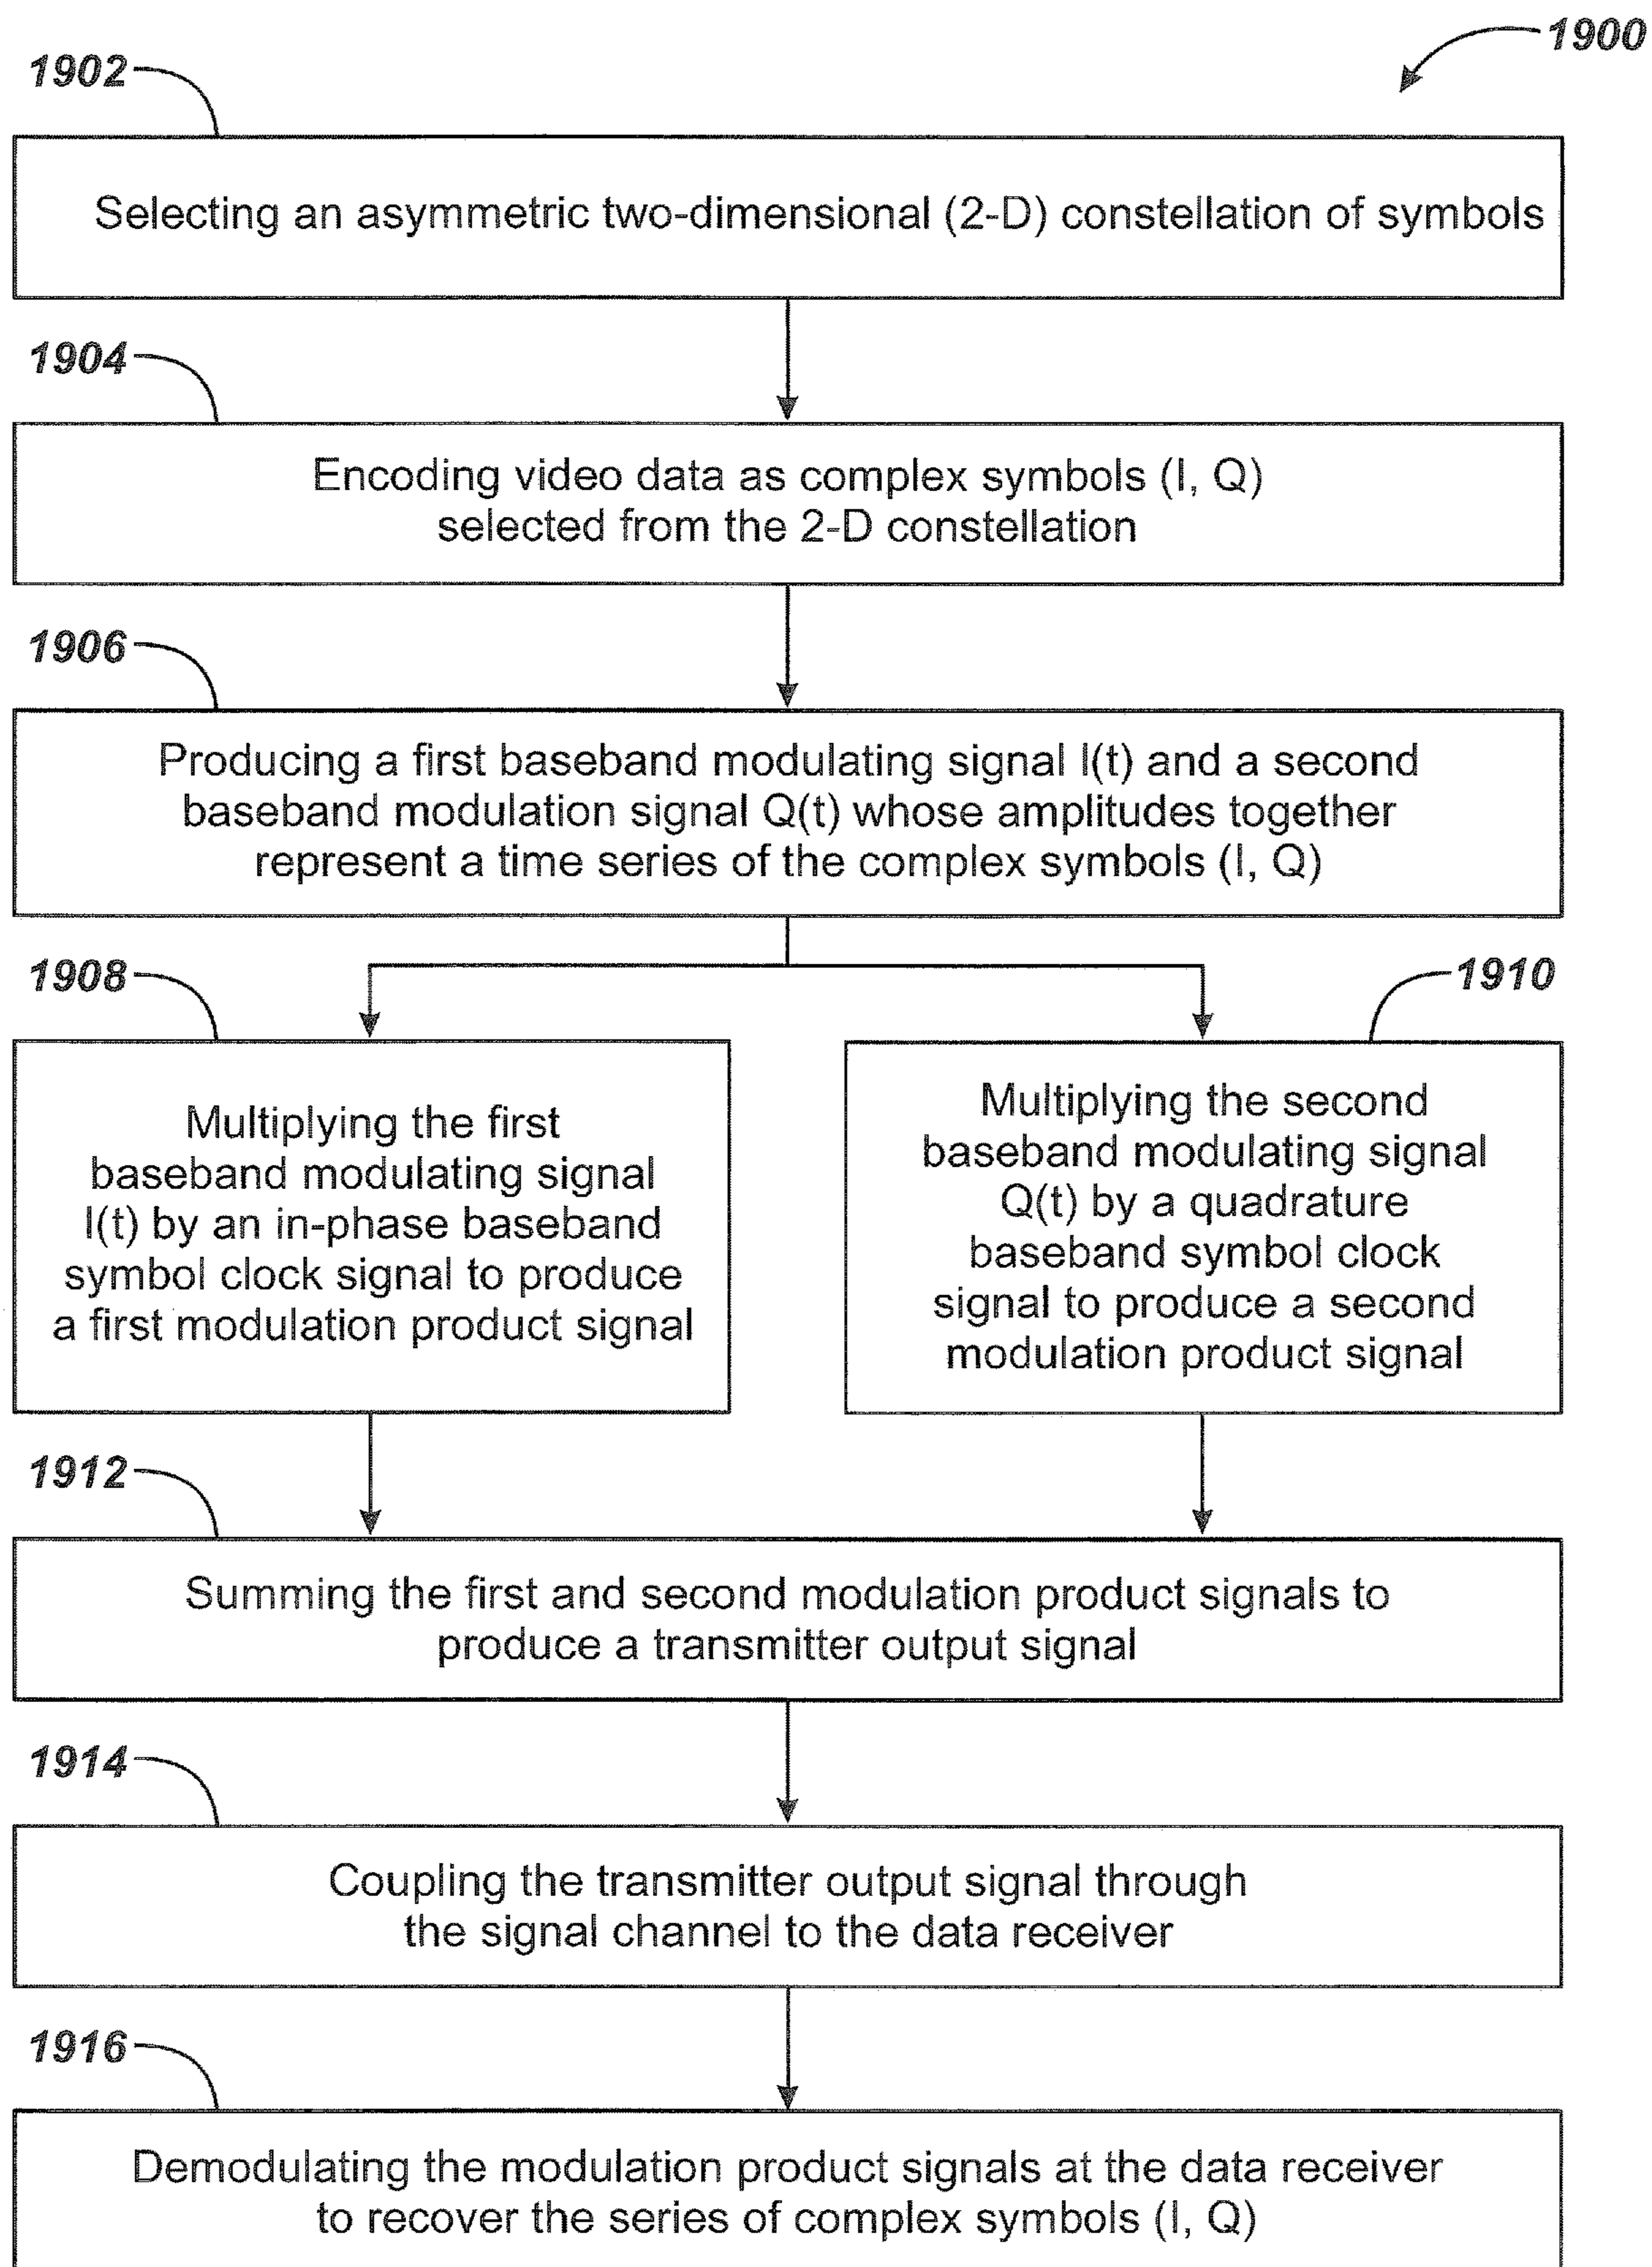 1900
1902
Selecting an asymmetric two-dimensional (2-D) constellation of symbols
1904
Encoding video data as complex symbols (I, Q)
selected from the 2-D constellation
1906
Producing a first baseband modulating signal I(t) and a second
baseband modulation signal Q(t) whose amplitudes together
represent a time series of the complex symbols (I, Q)
1908
Multiplying the first
baseband modulating signal
I(t) by an in-phase baseband
symbol clock signal to produce
a first modulation product signal
1910
Multiplying the second
baseband modulating signal
Q(t) by a quadrature
baseband symbol clock
signal to produce a second
modulation product signal
1912
Summing the first and second modulation product signals to
produce a transmitter output signal
1914
Coupling the transmitter output signal through
the signal channel to the data receiver
1916
Demodulating the modulation product signals at the data receiver
to recover the series of complex symbols (I, Q)